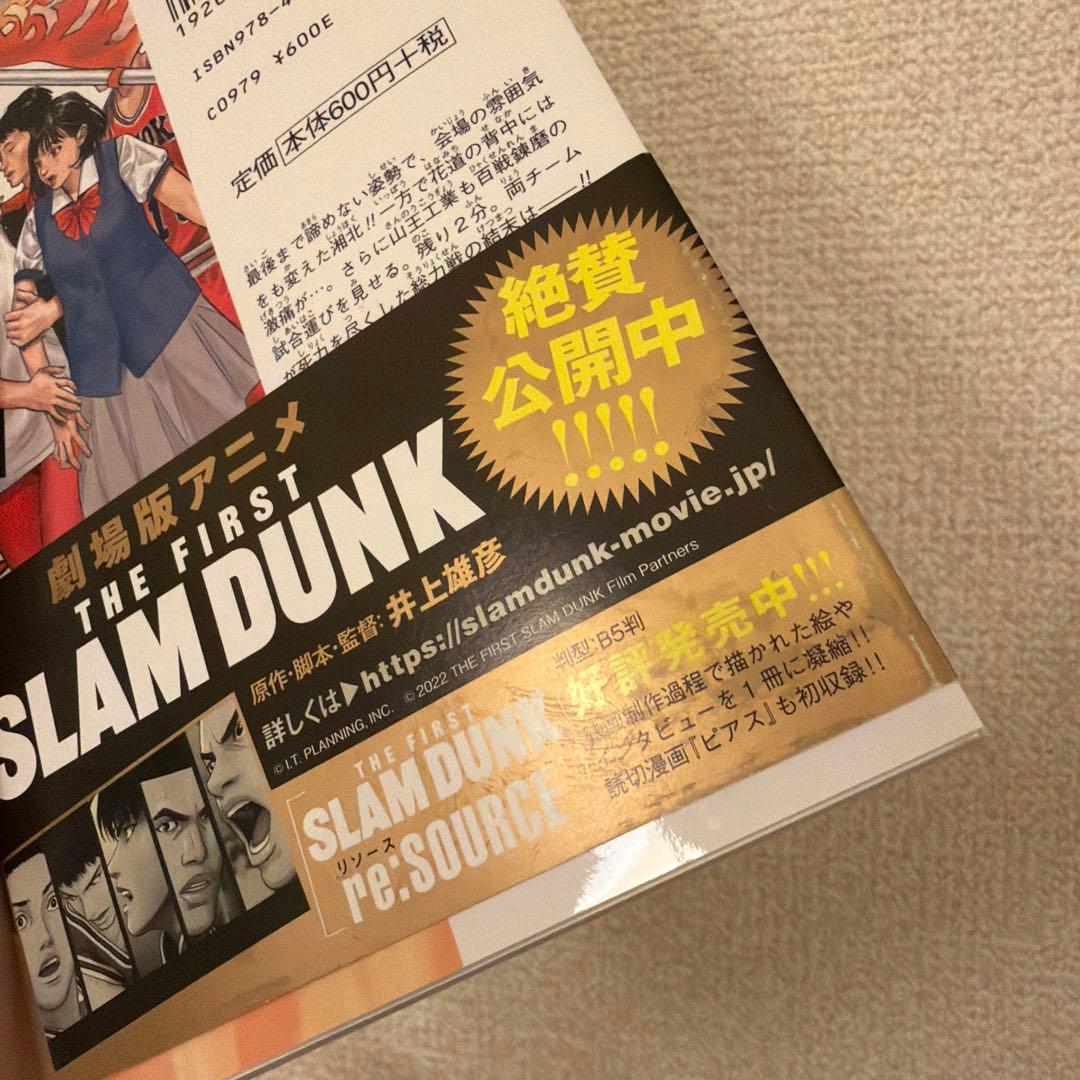 ISBN978-4
C0979 ¥600E
定価 本体600円十税
最後まで諦めない姿勢で、会場の雰囲気
をも変えた湘北!! 一方で花道の背中には
激痛が…。さらに山王工業も百戦錬磨の
試合運びを見せる。残り2分。両チーム
が死力を尽くした総力戦の結末は――!!
絶賛
公開中
!!!!!
劇場版アニメ
THE FIRST
SLAM DUNK
原作・脚本・監督:井上雄彦
詳しくは▶https://slamdunk-movie.jp/
©I.T. PLANNING, INC. ©2022 THE FIRST SLAM DUNK Film Partners
THE FIRST
SLAM DUNK
リソース
re:SOURCE
判型:B5判
好評発売中!!!
制作過程で描かれた絵や
インタビューを1冊に凝縮!!
読切漫画『ピアス』も初収録!!